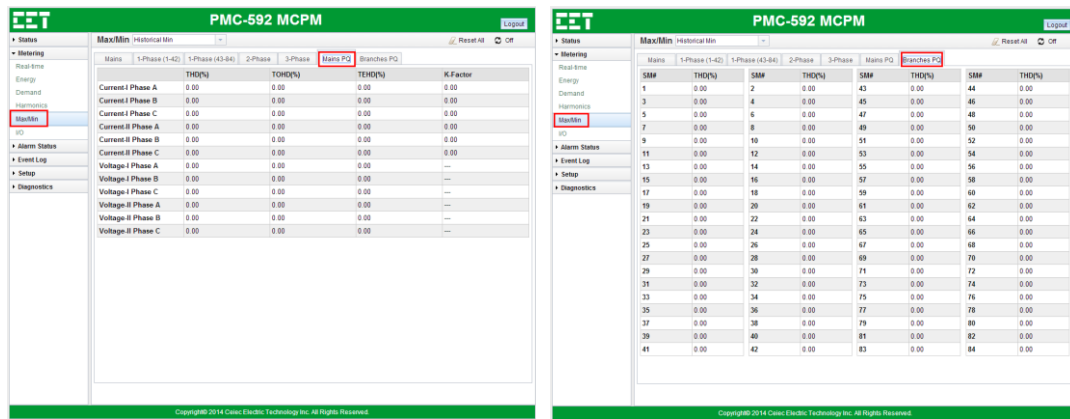 CET PMC-592 MCPM Logout
Status
Metering
Real-time
Energy
Demand
Harmonics
Max/Min
I/O
Alarm Status
Event Log
Setup
Diagnostics
Max/Min Historical Min Reset All Off
Mains 1-Phase (1-42) 1-Phase (43-84) 2-Phase 3-Phase Mains PQ Branches PQ
THD(%) TOHD(%) TEHD(%) K.Factor
Current-I Phase A 0.00 0.00 0.00 0.00
Current-I Phase B 0.00 0.00 0.00 0.00
Current-I Phase C 0.00 0.00 0.00 0.00
Current-II Phase A 0.00 0.00 0.00 0.00
Current-II Phase B 0.00 0.00 0.00 0.00
Current-II Phase C 0.00 0.00 0.00 0.00
Voltage-I Phase A 0.00 0.00 0.00 ---
Voltage-I Phase B 0.00 0.00 0.00 ---
Voltage-I Phase C 0.00 0.00 0.00 ---
Voltage-II Phase A 0.00 0.00 0.00 ---
Voltage-II Phase B 0.00 0.00 0.00 ---
Voltage-II Phase C 0.00 0.00 0.00 ---
Copyright© 2014 Ceiec Electric Technology Inc. All Rights Reserved.
CET PMC-592 MCPM Logout
Status
Metering
Real-time
Energy
Demand
Harmonics
Max/Min
I/O
Alarm Status
Event Log
Setup
Diagnostics
Max/Min Historical Min Reset All Off
Mains 1-Phase (1-42) 1-Phase (43-84) 2-Phase 3-Phase Mains PQ Branches PQ
SM# THD(%) SM# THD(%) SM# THD(%) SM# THD(%)
1 0.00 2 0.00 43 0.00 44 0.00
3 0.00 4 0.00 45 0.00 46 0.00
5 0.00 6 0.00 47 0.00 48 0.00
7 0.00 8 0.00 49 0.00 50 0.00
9 0.00 10 0.00 51 0.00 52 0.00
11 0.00 12 0.00 53 0.00 54 0.00
13 0.00 14 0.00 55 0.00 56 0.00
15 0.00 16 0.00 57 0.00 58 0.00
17 0.00 18 0.00 59 0.00 60 0.00
19 0.00 20 0.00 61 0.00 62 0.00
21 0.00 22 0.00 63 0.00 64 0.00
23 0.00 24 0.00 65 0.00 66 0.00
25 0.00 26 0.00 67 0.00 68 0.00
27 0.00 28 0.00 69 0.00 70 0.00
29 0.00 30 0.00 71 0.00 72 0.00
31 0.00 32 0.00 73 0.00 74 0.00
33 0.00 34 0.00 75 0.00 76 0.00
35 0.00 36 0.00 77 0.00 78 0.00
37 0.00 38 0.00 79 0.00 80 0.00
39 0.00 40 0.00 81 0.00 82 0.00
41 0.00 42 0.00 83 0.00 84 0.00
Copyright© 2014 Ceiec Electric Technology Inc. All Rights Reserved.